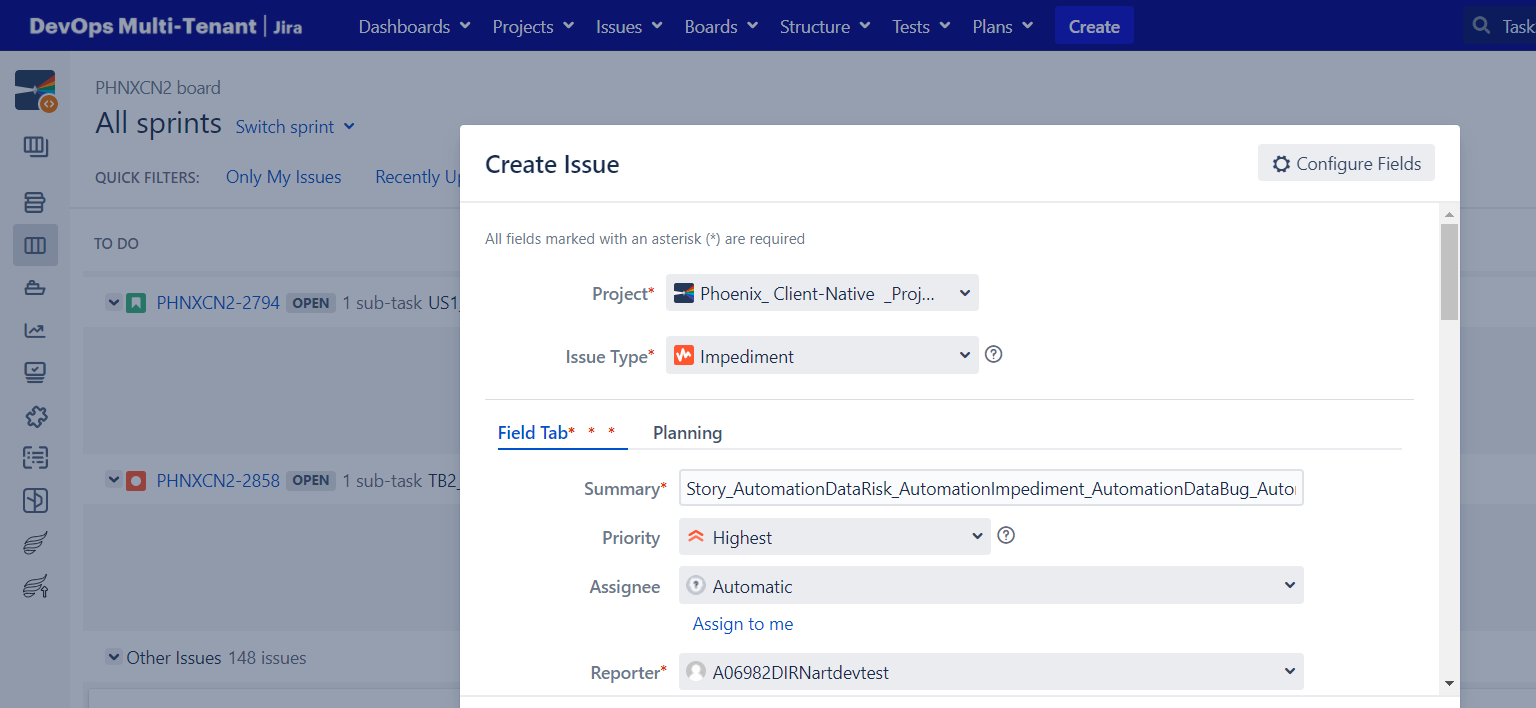 DevOps Multi-Tenant | Jira Dashboards Projects Issues Boards Structure Tests Plans Create Task
PHNXCN2 board
All sprints Switch sprint
QUICK FILTERS: Only My Issues Recently Up
TO DO
PHNXCN2-2794 OPEN 1 sub-task US1_
PHNXCN2-2858 OPEN 1 sub-task TB2_
Other Issues 148 issues
Create Issue
Configure Fields
All fields marked with an asterisk (*) are required
Project* Phoenix_ Client-Native _Proj...
Issue Type* Impediment
Field Tab* * * Planning
Summary* Story_AutomationDataRisk_AutomationImpediment_AutomationDataBug_Auto
Priority Highest
Assignee Automatic
Assign to me
Reporter* A06982DIRNartdevtest